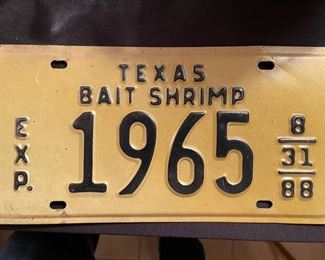 TEXAS
BAIT SHRIMP
EXP. 1965 8/31/88